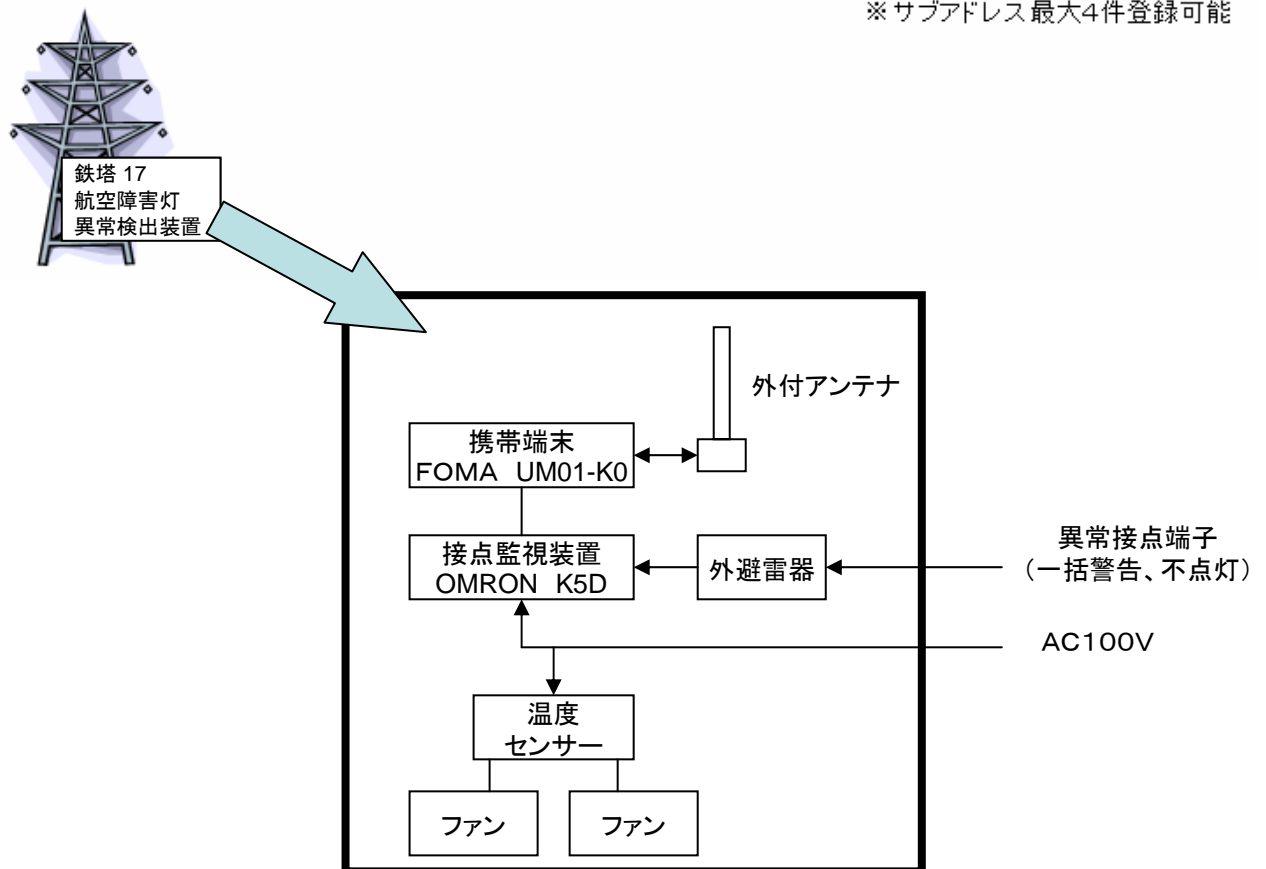 ※サブアドレス最大4件登録可能
鉄塔 17
航空障害灯
異常検出装置
外付アンテナ
携帯端末
FOMA UM01-K0
接点監視装置
OMRON K5D
外避雷器
異常接点端子
(一括警告、不点灯)
AC100V
温度
センサー
ファン
ファン